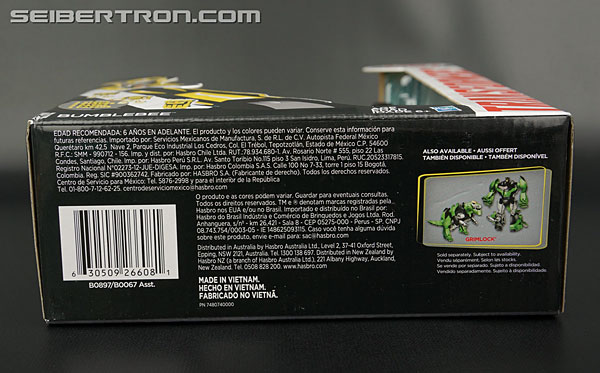 SEIBERTRON.COM
BUMBLEBEE
EDAD RECOMENDADA: 6 AÑOS EN ADELANTE. El producto y los colores pueden variar. Conserve esta información para
futuras referencias. Importado por: Servicios Mexicanos de Manufactura, S. de R.L. de C.V. Autopista Federal México
Querétaro km 42.5 Nave 2, Parque Eco Industrial Los Cedros, Col. El Trébol, Tepotzotlán, Estado de México C.P. 54600
R.F.C.: SMM - 990712 - 156. Imp. y dist. por Hasbro Chile Ltd. RUT.:78.934.680-1. Av. Rosario Norte # 555, piso 22 Las
Condes, Santiago, Chile. Imp. por Hasbro Perú S.R.L. Av. Santo Toribio No.115 piso 3 San Isidro, Lima, Perú. RUC.20523317815.
Registro Nacional N°02273-12-JUE-DIGESA. Imp. por Hasbro Colombia S.A.S. Calle 100 No 7-33, torre 1 piso 15 Bogotá,
Colombia. Reg. SIC #900362742. Fabricado por: HASBRO S.A. (Fabricante de derecho). Todos los derechos reservados.
Centro de Servicio para México: Tel. 5876-2998 y para el interior de la República
Tel. 01-800-7-12-62-25. centrodeserviciomexico@hasbro.com
O produto e as cores podem variar. Guardar para eventuais consultas.
Todos os direitos reservados. TM e ® denotam marcas registradas pela
Hasbro nos EUA e/ou no Brasil. Importado e distribuído no Brasil por:
Hasbro do Brasil Indústria e Comércio de Brinquedos e Jogos Ltda. Rod.
Anhanguera, S/Nº - km 26,421 - Sala 8 - CEP 05275-000 - Perus - SP, CNPJ
08.743.754/0003-05 - IE #148625093115. Caso você tenha alguma dúvida
sobre este produto, envie e-mail para: sac@hasbro.com
Distributed in Australia by Hasbro Australia Ltd., Level 2, 37-41 Oxford Street,
Epping, NSW 2121, Australia. Tel. 1300 138 697. Distributed in New Zealand by
Hasbro NZ (a branch of Hasbro Australia Ltd.), 221 Albany Highway, Auckland,
New Zealand. Tel. 0508 828 200. www.hasbro.com
MADE IN VIETNAM.
HECHO EN VIETNAM.
FABRICADO NO VIETNÃ.
PN 7480740000
6 30509 26608 1
B0897/B0067 Asst.
ALSO AVAILABLE • AUSSI OFFERT
TAMBIÉN DISPONIBLE • TAMBÉM DISPONÍVEL
GRIMLOCK
Sold separately. Subject to availability.
Vendu séparément. Selon les stocks.
Se vende por separado. Sujeto a disponibilidad.
Vendido separadamente. Sujeito à disponibilidade.